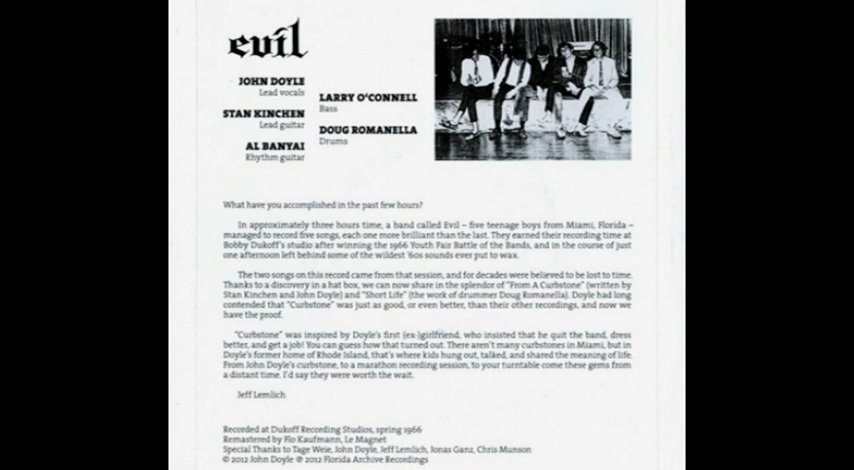 evil
JOHN DOYLE
Lead vocals
STAN KINCHEN
Lead guitar
AL BANYAI
Rhythm guitar
LARRY O'CONNELL
Bass
DOUG ROMANELLA
Drums
What have you accomplished in the past few hours?
In approximately three hours time, a band called Evil – five teenage boys from Miami, Florida –
managed to record five songs, each one more brilliant than the last. They earned their recording time at
Bobby Dukoff's studio after winning the 1966 Youth Fair Battle of the Bands, and in the course of just
one afternoon left behind some of the wildest '60s sounds ever put to wax.
The two songs on this record came from that session, and for decades were believed to be lost to time.
Thanks to a discovery in a hat box, we can now share in the splendor of "From A Curbstone" (written by
Stan Kinchen and John Doyle) and "Short Life" (the work of drummer Doug Romanella). Doyle had long
contended that "Curbstone" was just as good, or even better, than their other recordings, and now we
have the proof.
"Curbstone" was inspired by Doyle's first (ex-)girlfriend, who insisted that he quit the band, dress
better, and get a job! You can guess how that turned out. There aren't many curbstones in Miami, but in
Doyle's former home of Rhode Island, that's where kids hung out, talked, and shared the meaning of life.
From John Doyle's curbstone, to a marathon recording session, to your turntable come these gems from
a distant time. I'd say they were worth the wait.
Jeff Lemlich
Recorded at Dukoff Recording Studios, spring 1966
Remastered by Flo Kaufmann, Le Magnet
Special Thanks to Tage Weie, John Doyle, Jeff Lemlich, Jonas Ganz, Chris Munson
© 2012 John Doyle ℗ 2012 Florida Archive Recordings